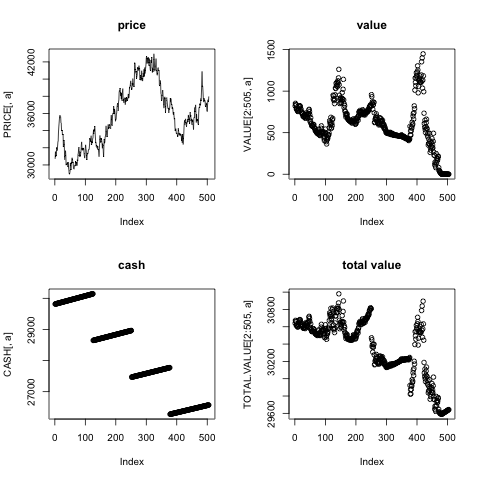 price
PRICE[, a]
30000 36000 42000
0 100 200 300 400 500
Index
value
VALUE[2:505, a]
0 500 1000 1500
0 100 200 300 400 500
Index
cash
CASH[, a]
27000 29000
0 100 200 300 400 500
Index
total value
TOTAL.VALUE[2:505, a]
29600 30200 30800
0 100 200 300 400 500
Index